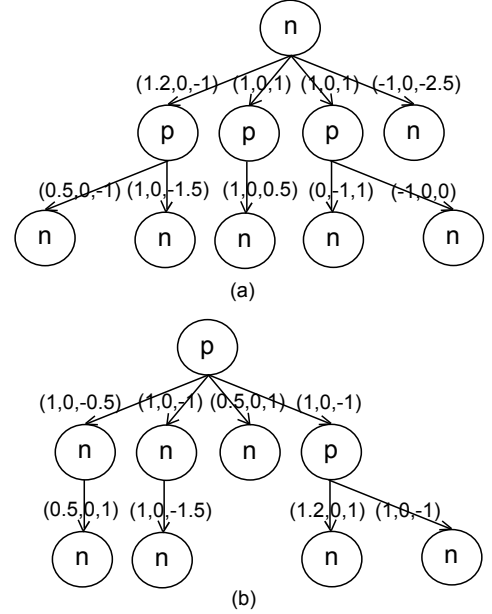 n
(1.2,0,-1) (1,0,1) (1,0,1) (-1,0,-2.5)
p p p n
(0.5,0,-1) (1,0,-1.5) (1,0,0.5) (0,-1,1) (-1,0,0)
n n n n n
(a)
p
(1,0,-0.5) (1,0,-1) (0.5,0,1) (1,0,-1)
n n n p
(0.5,0,1) (1,0,-1.5) (1.2,0,1) (1,0,-1)
n n n n
(b)